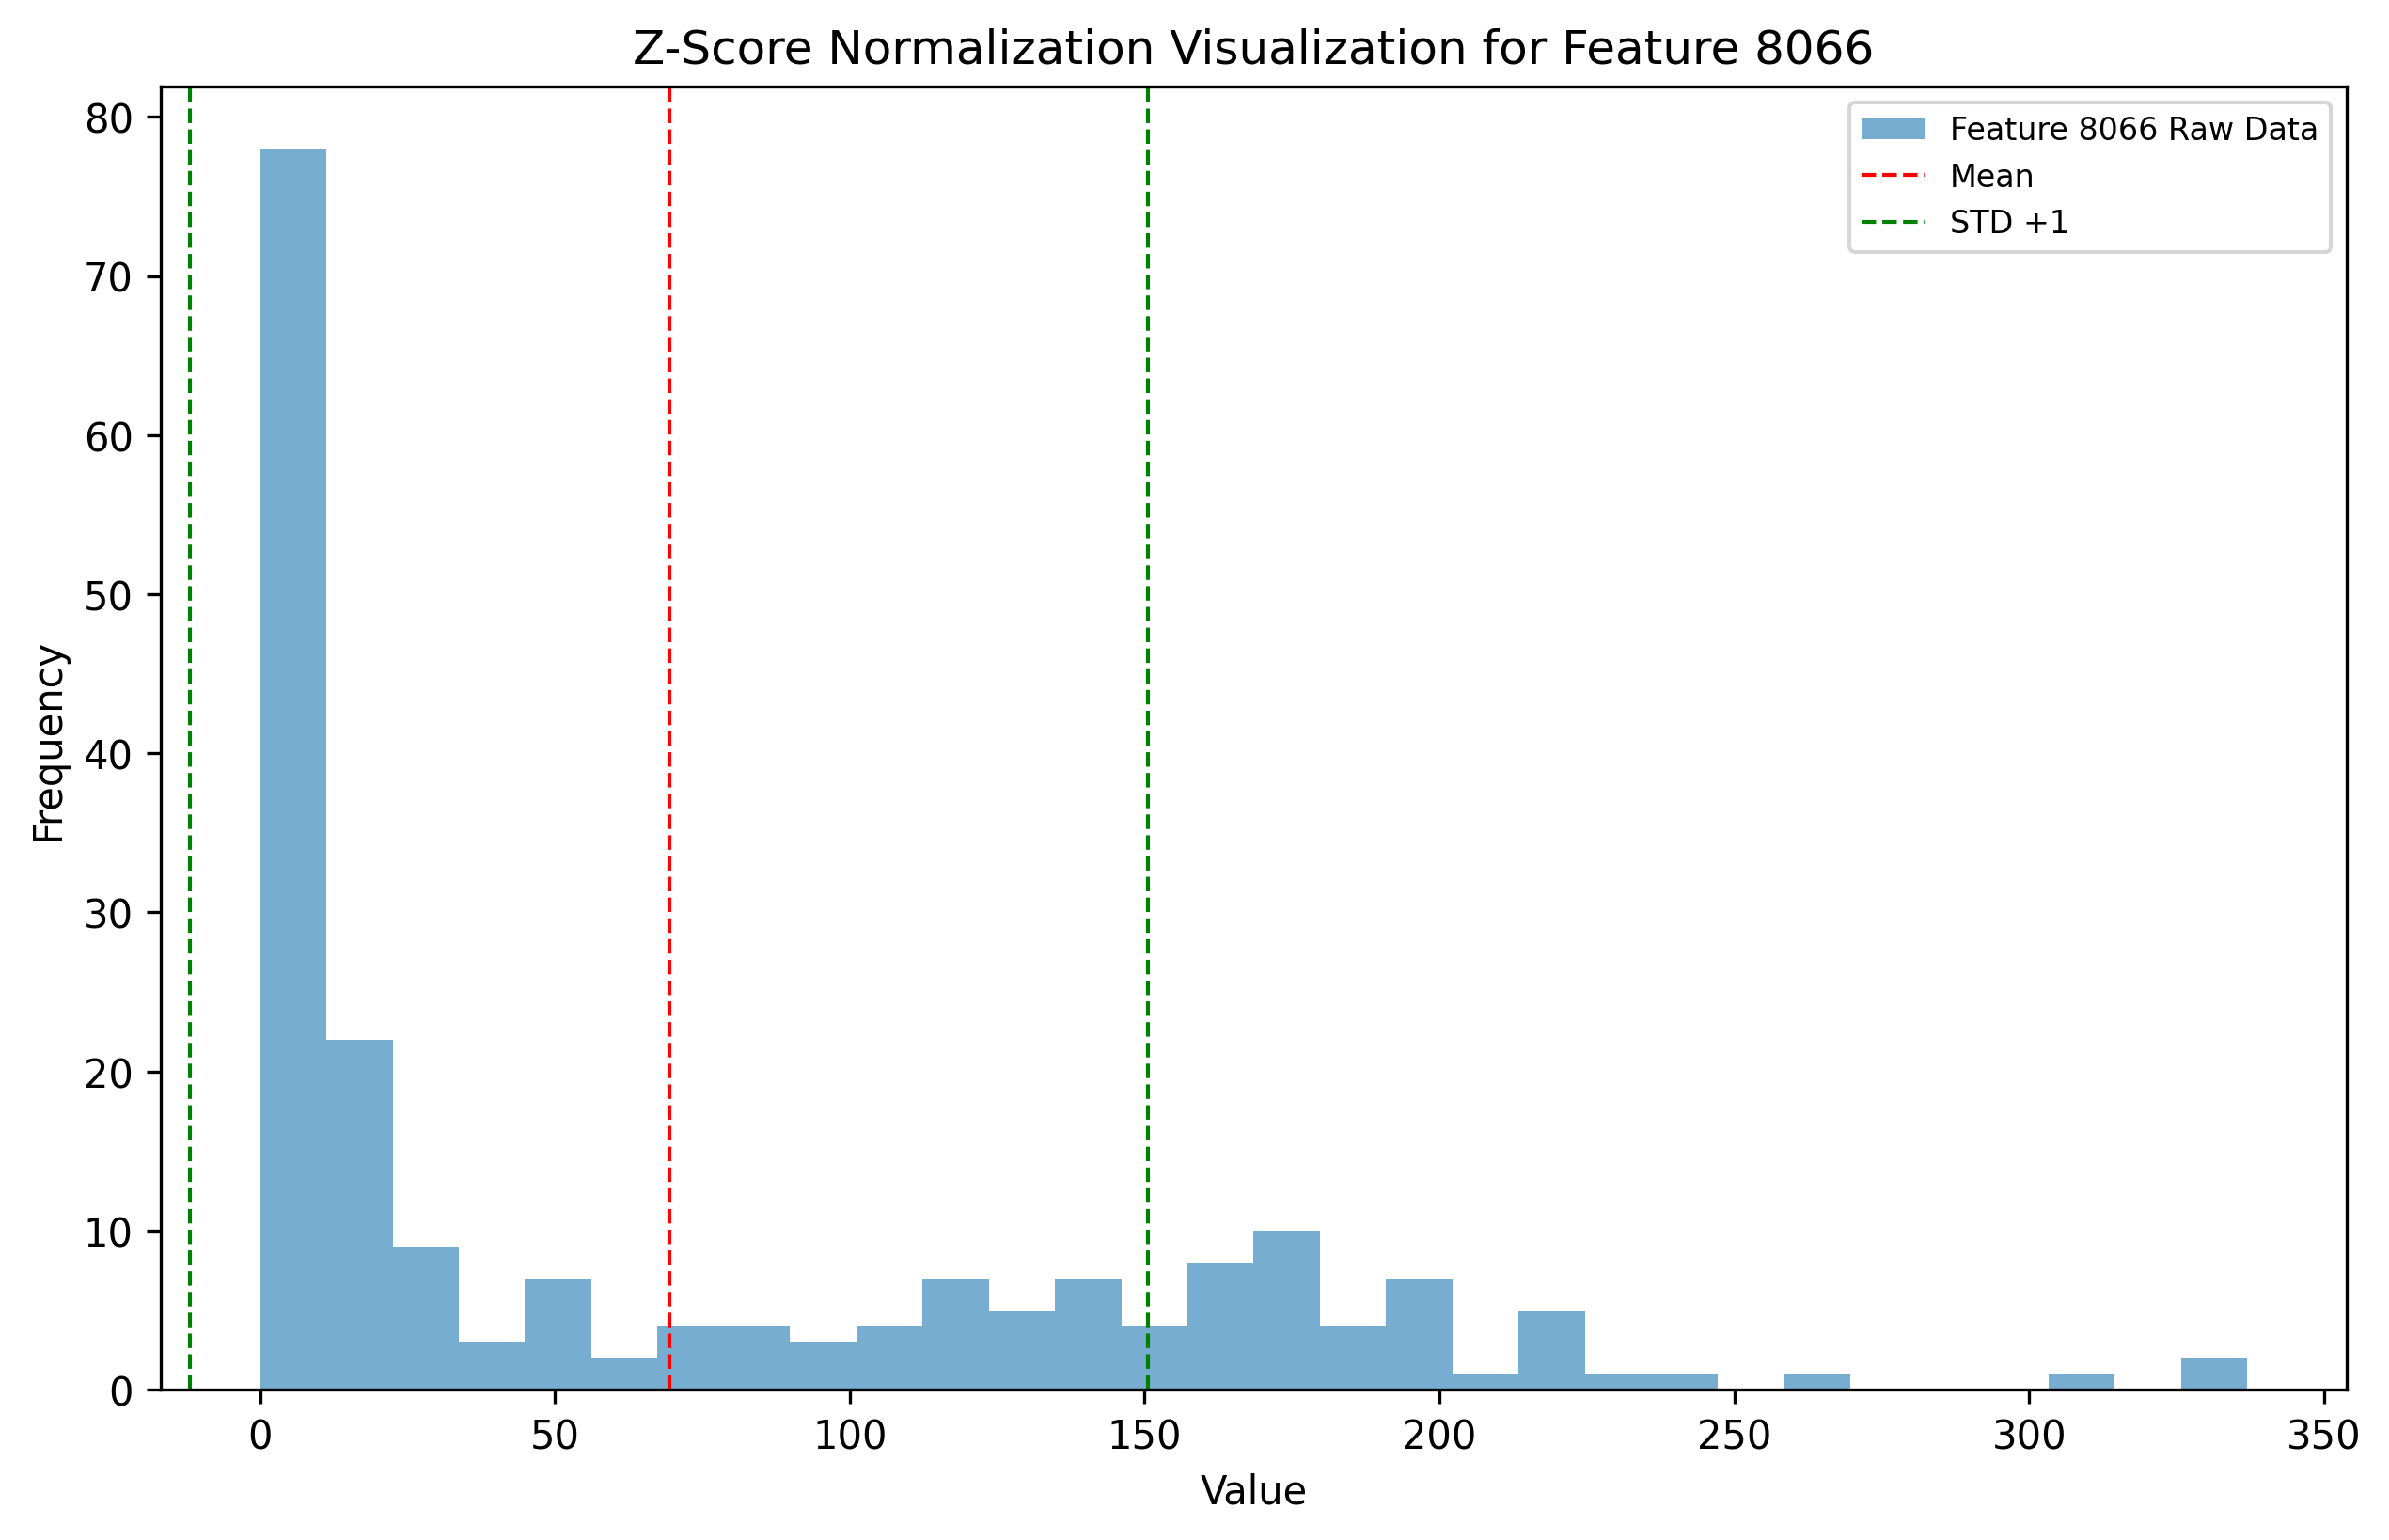 Z-Score Normalization Visualization for Feature 8066
Feature 8066 Raw Data
Mean
STD +1
80
70
60
50
40
30
20
10
0
Frequency
0 50 100 150 200 250 300 350
Value